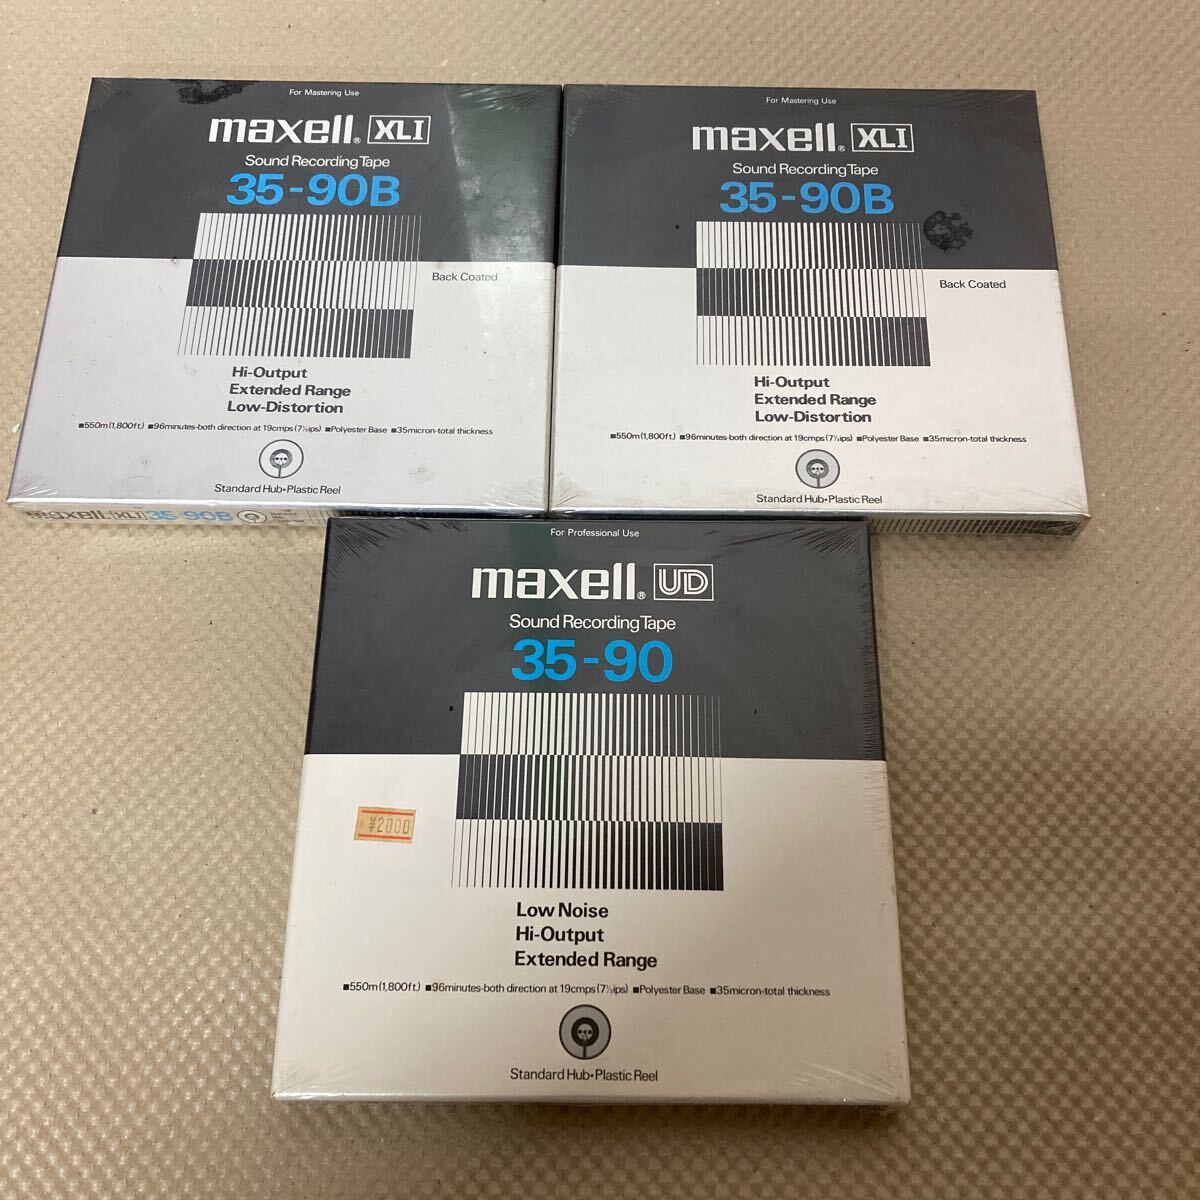 For Mastering Use
maxell® XLI
Sound Recording Tape
35-90B
Back Coated
Hi-Output
Extended Range
Low-Distortion
■550m(1,800ft.) ■96minutes-both direction at 19cmps(7½ips) ■Polyester Base ■35micron-total thickness
Standard Hub•Plastic Reel
maxell XLI 35-90B
For Mastering Use
maxell® XLI
Sound Recording Tape
35-90B
Back Coated
Hi-Output
Extended Range
Low-Distortion
■550m(1,800ft.) ■96minutes-both direction at 19cmps(7½ips) ■Polyester Base ■35micron-total thickness
Standard Hub•Plastic Reel
For Professional Use
maxell® UD
Sound Recording Tape
35-90
¥2000
Low Noise
Hi-Output
Extended Range
■550m(1,800ft.) ■96minutes-both direction at 19cmps(7½ips) ■Polyester Base ■35micron-total thickness
Standard Hub•Plastic Reel